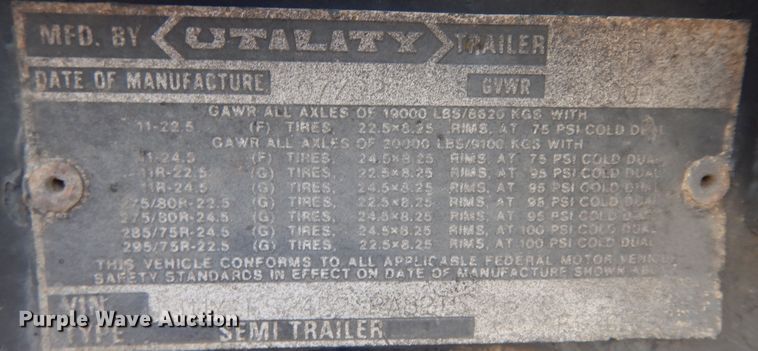 MFD. BY UTILITY TRAILER
DATE OF MANUFACTURE GVWR
GAWR ALL AXLES OF 19000 LBS/8620 KGS WITH
11-22.5 (F) TIRES, 22.5x8.25 RIMS, AT 75 PSI COLD DUAL
GAWR ALL AXLES OF 20000 LBS/9100 KGS WITH
11-24.5 (F) TIRES, 24.5x8.25 RIMS, AT 75 PSI COLD DUAL
11R-22.5 (G) TIRES, 22.5x8.25 RIMS, AT 95 PSI COLD DUAL
11R-24.5 (G) TIRES, 24.5x8.25 RIMS, AT 95 PSI COLD DUAL
275/80R-22.5 (G) TIRES, 22.5x8.25 RIMS, AT 95 PSI COLD DUAL
275/80R-24.5 (G) TIRES, 24.5x8.25 RIMS, AT 95 PSI COLD DUAL
285/75R-24.5 (G) TIRES, 24.5x8.25 RIMS, AT 100 PSI COLD DUAL
295/75R-22.5 (G) TIRES, 22.5x8.25 RIMS, AT 100 PSI COLD DUAL
THIS VEHICLE CONFORMS TO ALL APPLICABLE FEDERAL MOTOR VEHICLE
SAFETY STANDARDS IN EFFECT ON DATE OF MANUFACTURE SHOWN
VIN
TYPE SEMI TRAILER
Purple Wave Auction